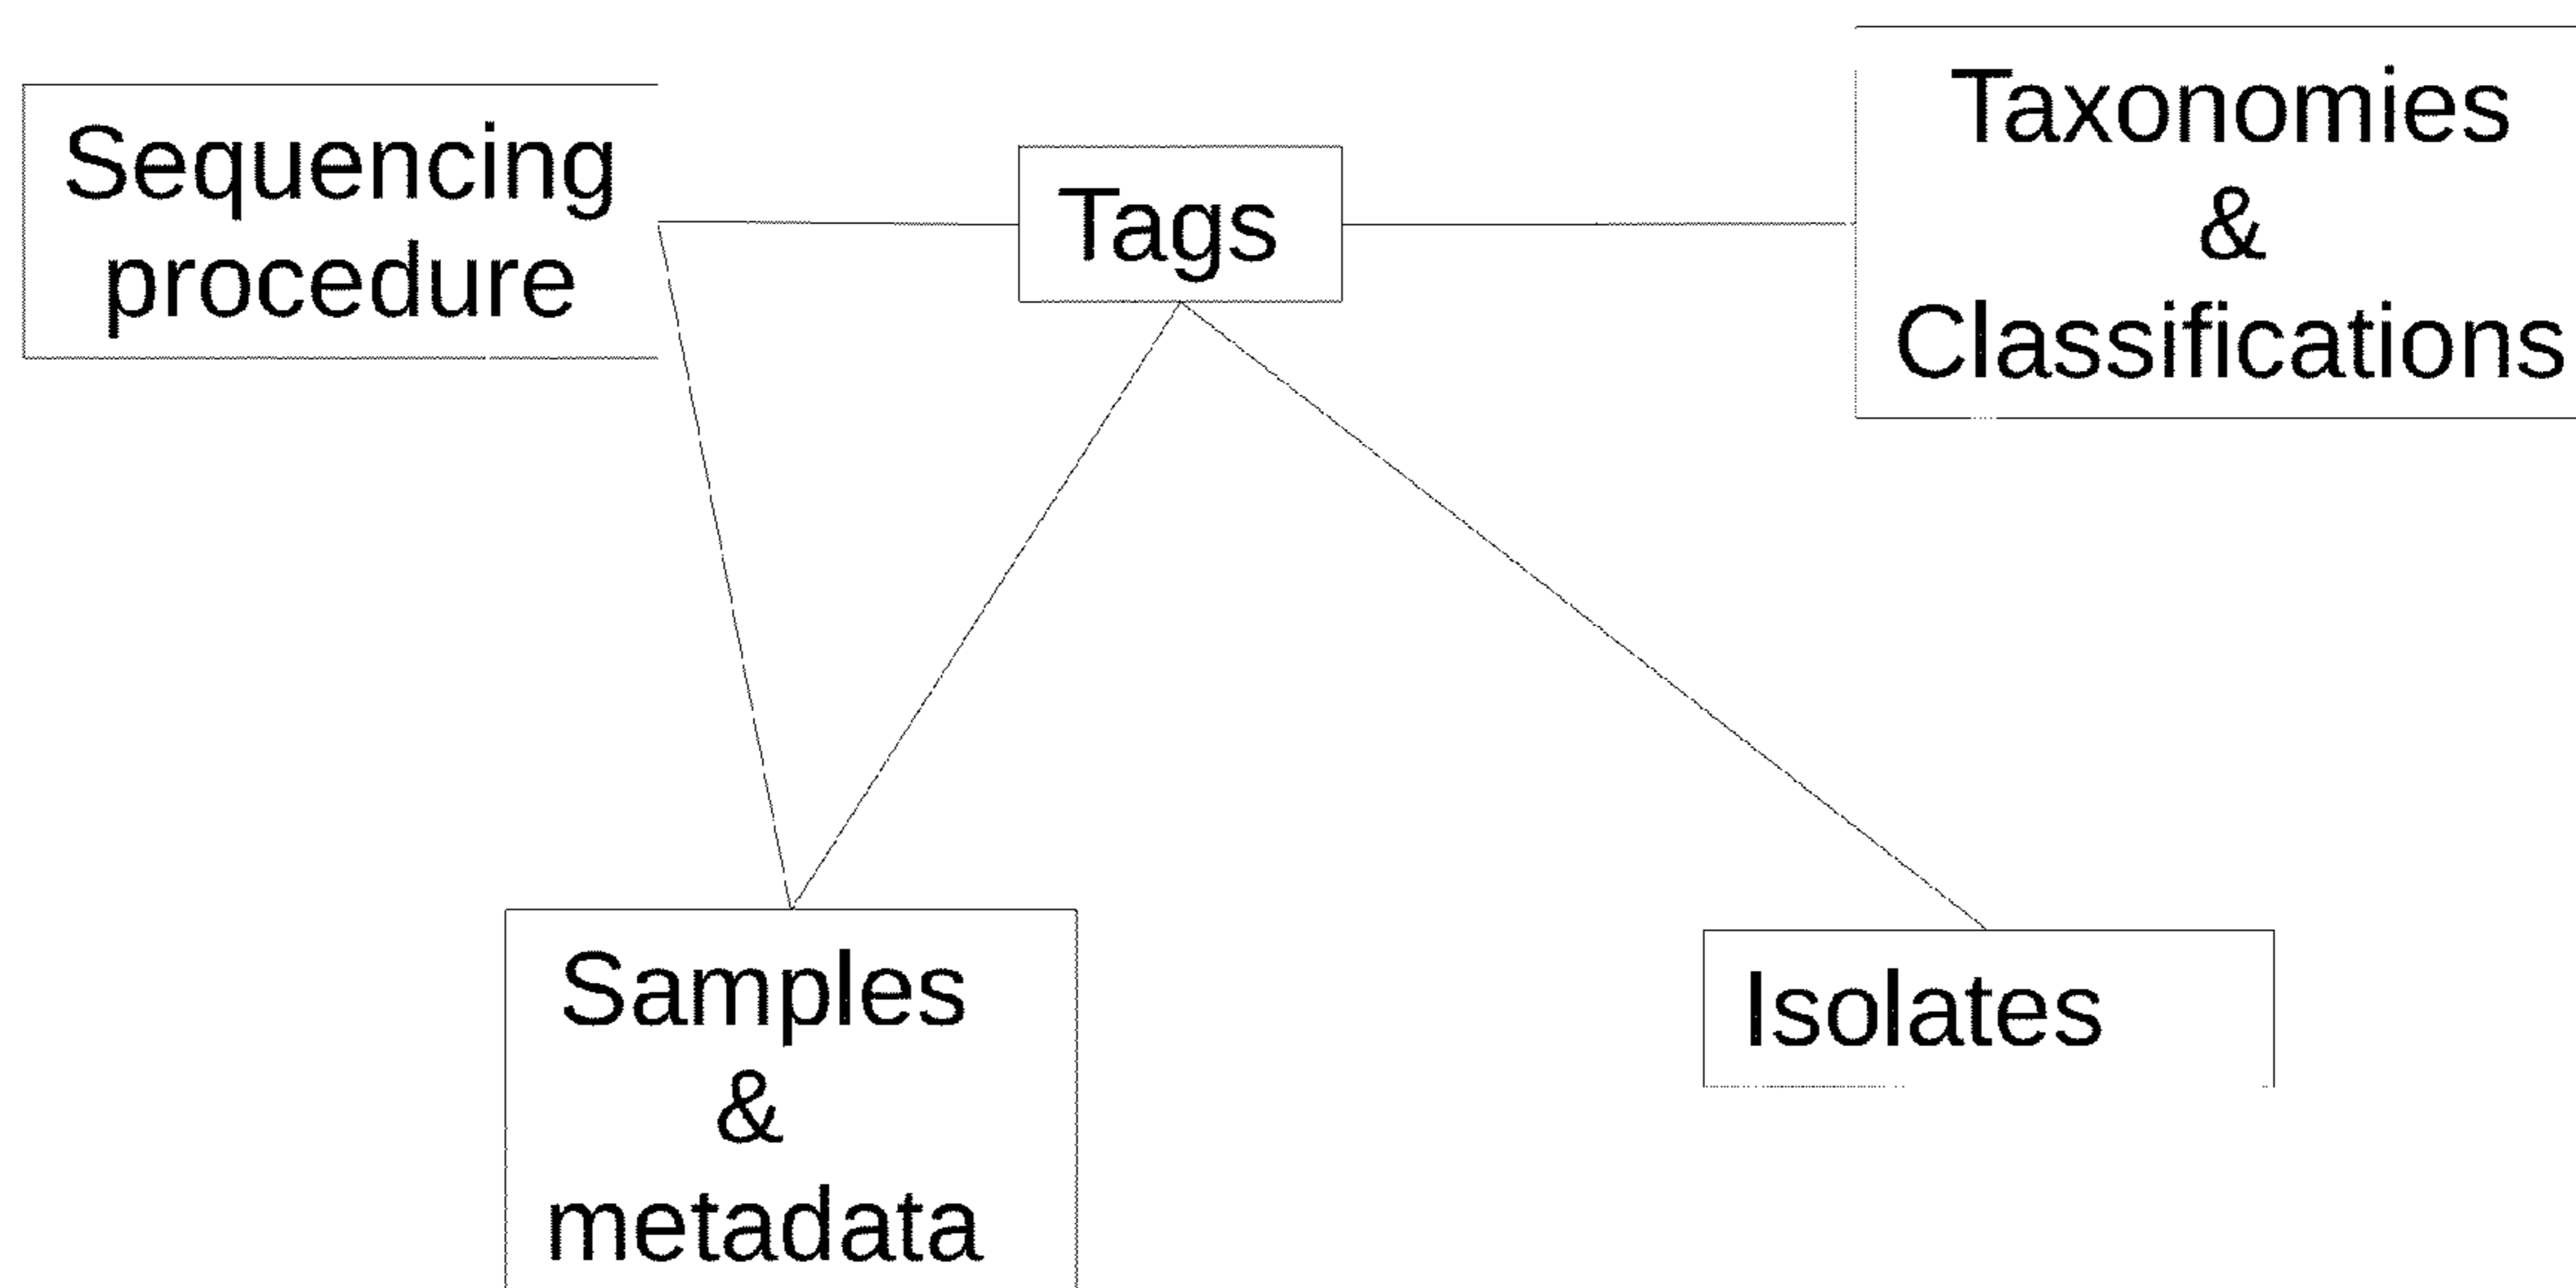 Sequencing
procedure
Tags
Taxonomies
&
Classifications
Samples
&
metadata
Isolates